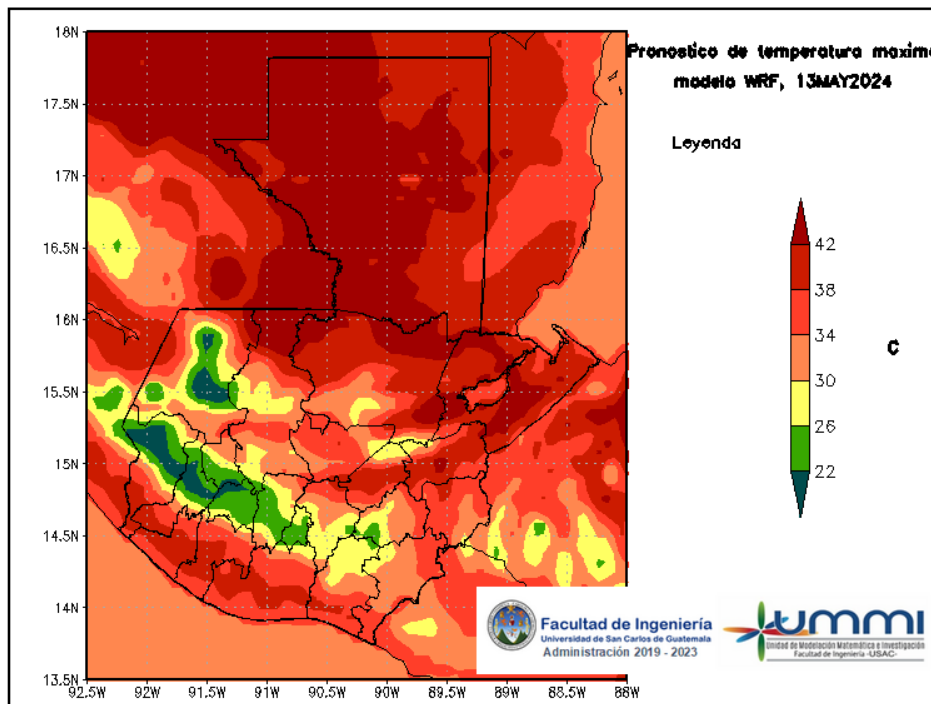 Pronostico de temperatura maxima
modelo WRF, 13MAY2024
Leyenda
18N
17.5N
17N
16.5N
16N
15.5N
15N
14.5N
14N
13.5N
92.5W
92W
91.5W
91W
90.5W
90W
89.5W
89W
88.5W
88W
42
38
34
30
26
22
C
Facultad de Ingeniería
Universidad de San Carlos de Guatemala
Administración 2019 - 2023
UMMI
Unidad de Modelación Matemática e Investigación
Facultad de Ingeniería -USAC-